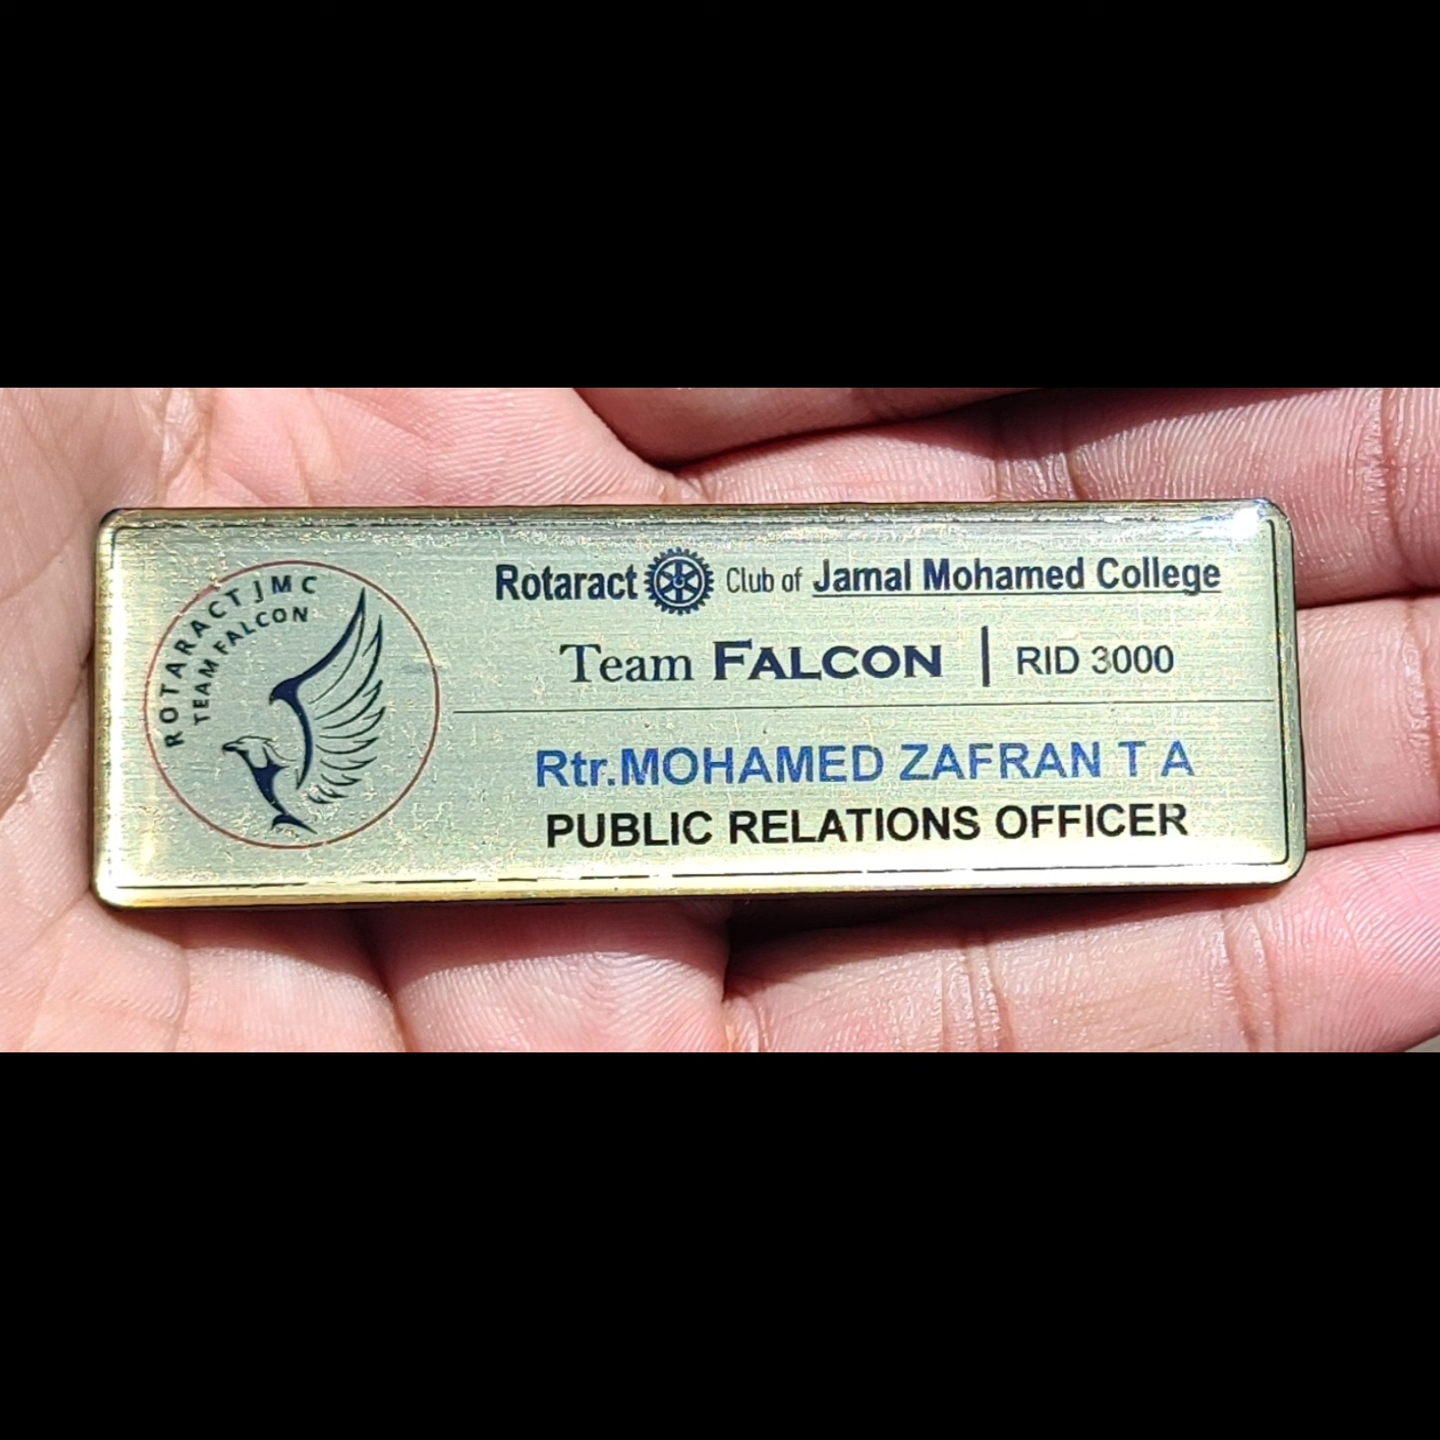 ROTARACT JMC
TEAM FALCON
Rotaract Club of Jamal Mohamed College
Team FALCON | RID 3000
Rtr.MOHAMED ZAFRAN T A
PUBLIC RELATIONS OFFICER